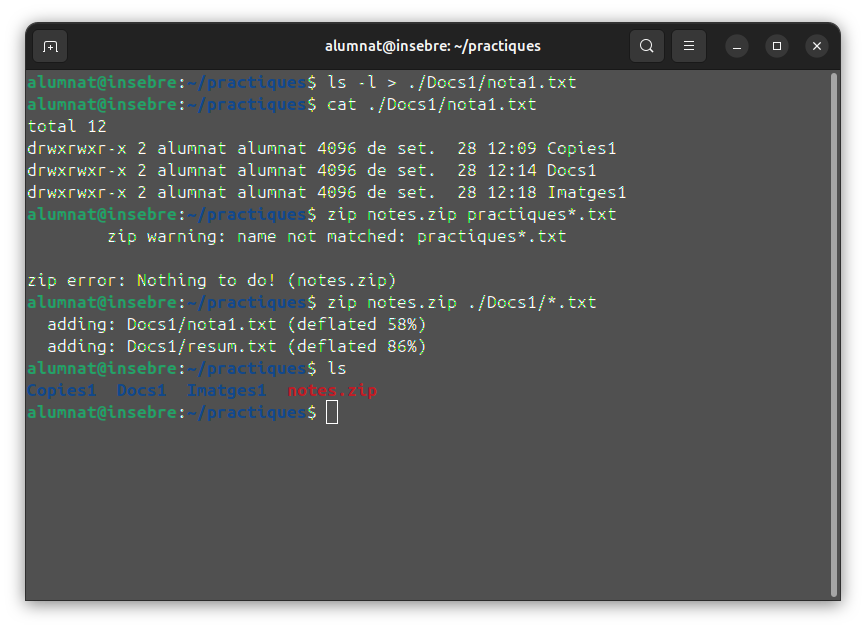 alumnat@insebre: ~/practiques
alumnat@insebre:~/practiques$ ls -l > ./Docs1/nota1.txt
alumnat@insebre:~/practiques$ cat ./Docs1/nota1.txt
total 12
drwxrwxr-x 2 alumnat alumnat 4096 de set.  28 12:09 Copies1
drwxrwxr-x 2 alumnat alumnat 4096 de set.  28 12:14 Docs1
drwxrwxr-x 2 alumnat alumnat 4096 de set.  28 12:18 Imatges1
alumnat@insebre:~/practiques$ zip notes.zip practiques*.txt
        zip warning: name not matched: practiques*.txt
zip error: Nothing to do! (notes.zip)
alumnat@insebre:~/practiques$ zip notes.zip ./Docs1/*.txt
  adding: Docs1/nota1.txt (deflated 58%)
  adding: Docs1/resum.txt (deflated 86%)
alumnat@insebre:~/practiques$ ls
Copies1  Docs1  Imatges1  notes.zip
alumnat@insebre:~/practiques$